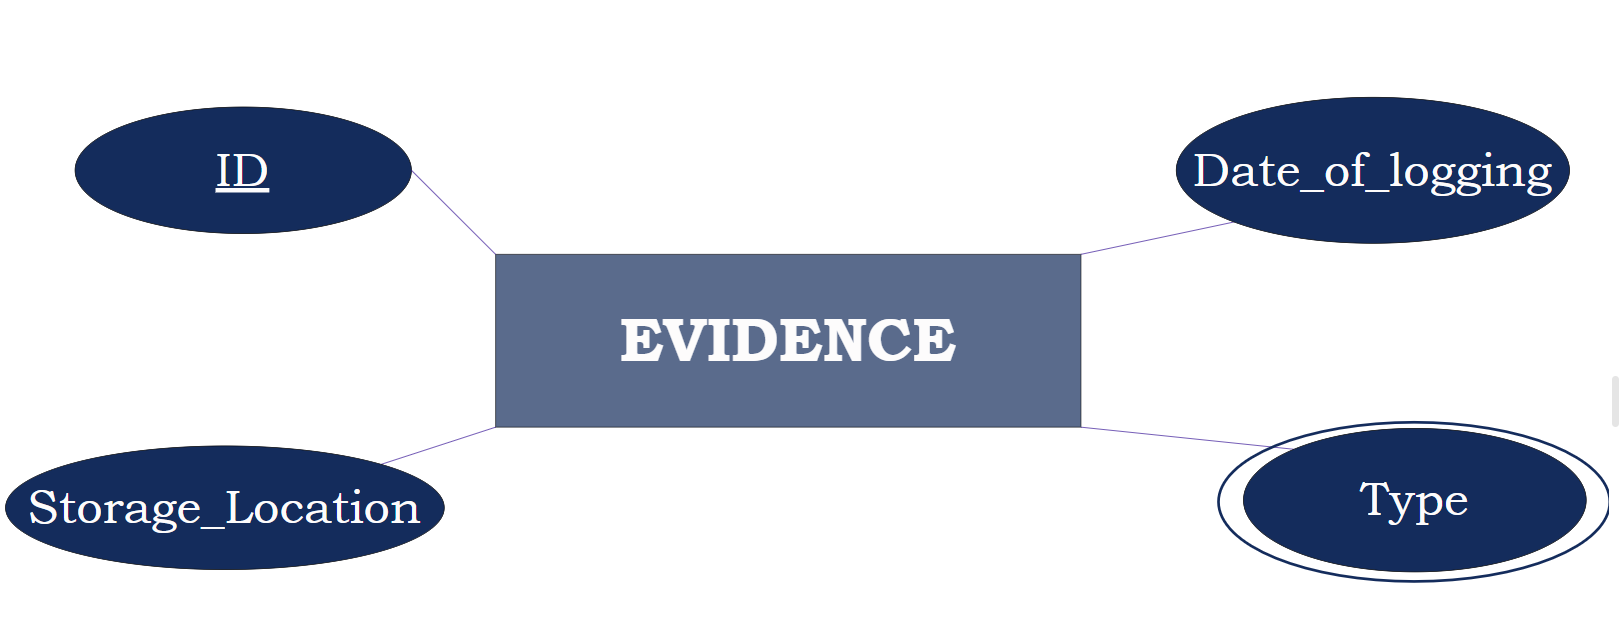 ID
Date_of_logging
EVIDENCE
Storage_Location
Type